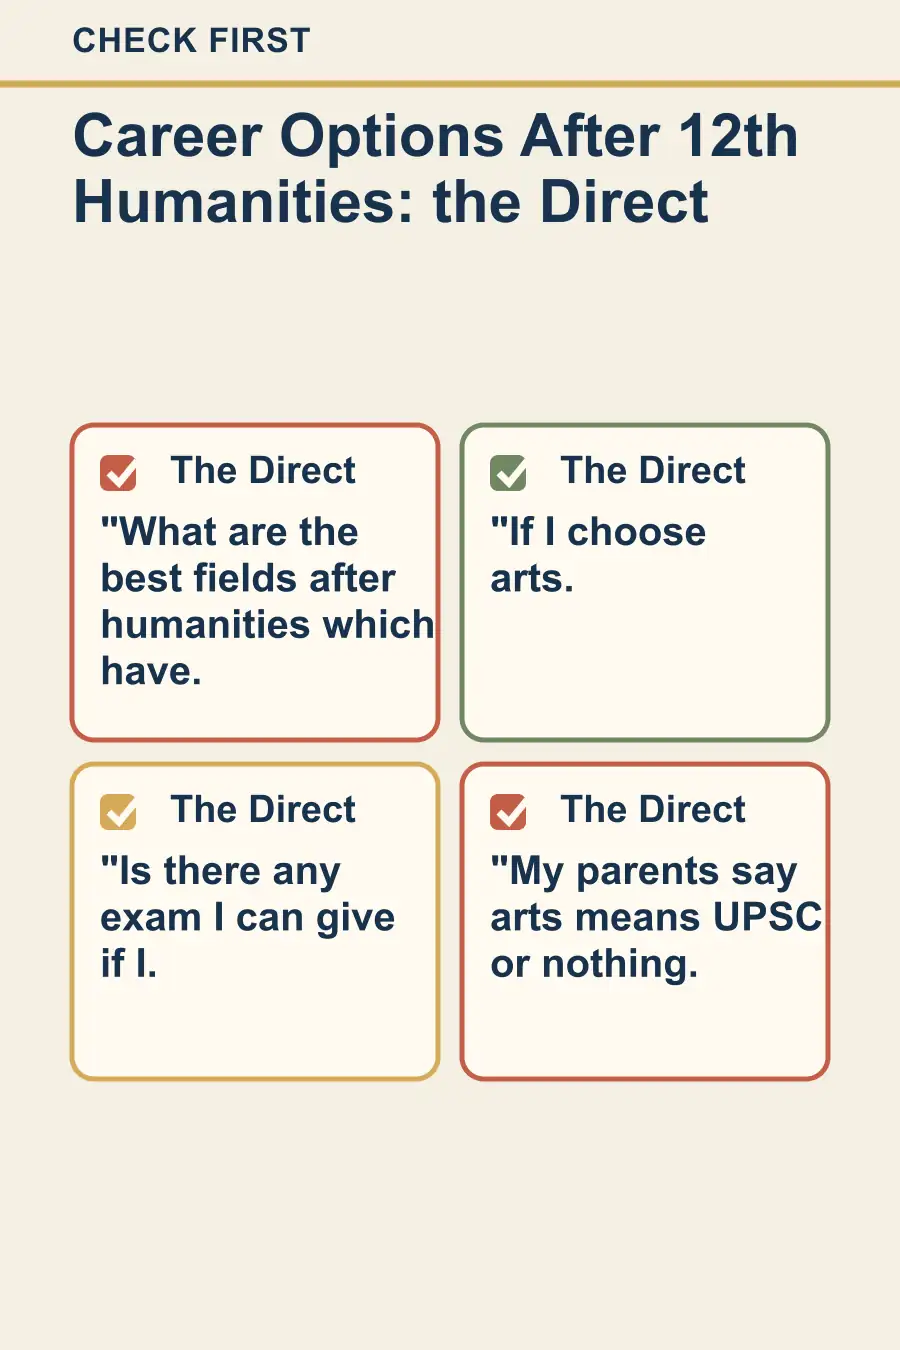 CHECK FIRST
Career Options After 12th
Humanities: the Direct
The Direct
"What are the
best fields after
humanities which
have.
The Direct
"If I choose
arts.
The Direct
"Is there any
exam I can give
if I.
The Direct
"My parents say
arts means UPSC
or nothing.